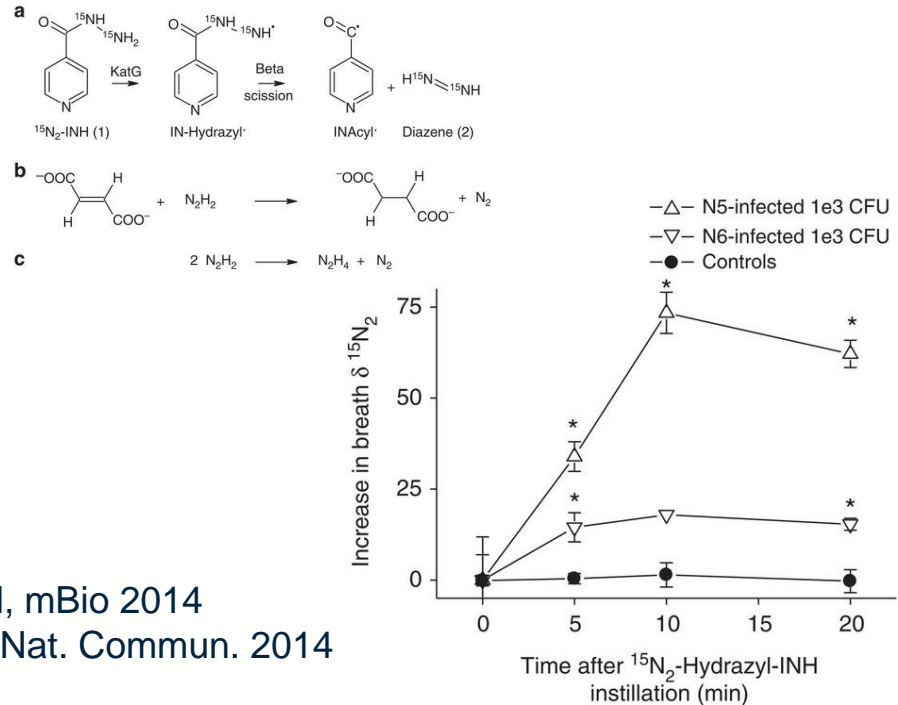 a
O
15NH
15NH2
N
15N2-INH (1)
KatG
O
15NH
15NH•
N
IN-Hydrazyl•
Beta
scission
O
C•
N
INAcyl•
+
H15N
15NH
Diazene (2)
b
−OOC
H
H
COO−
+ N2H2
−OOC
H
H
COO−
+ N2
c
2 N2H2
N2H4 + N2
N5-infected 1e3 CFU
N6-infected 1e3 CFU
Controls
Increase in breath δ 15N2
75
50
25
0
*
*
*
*
*
0
5
10
15
20
Time after 15N2-Hydrazyl-INH
instillation (min)
, mBio 2014
Nat. Commun. 2014